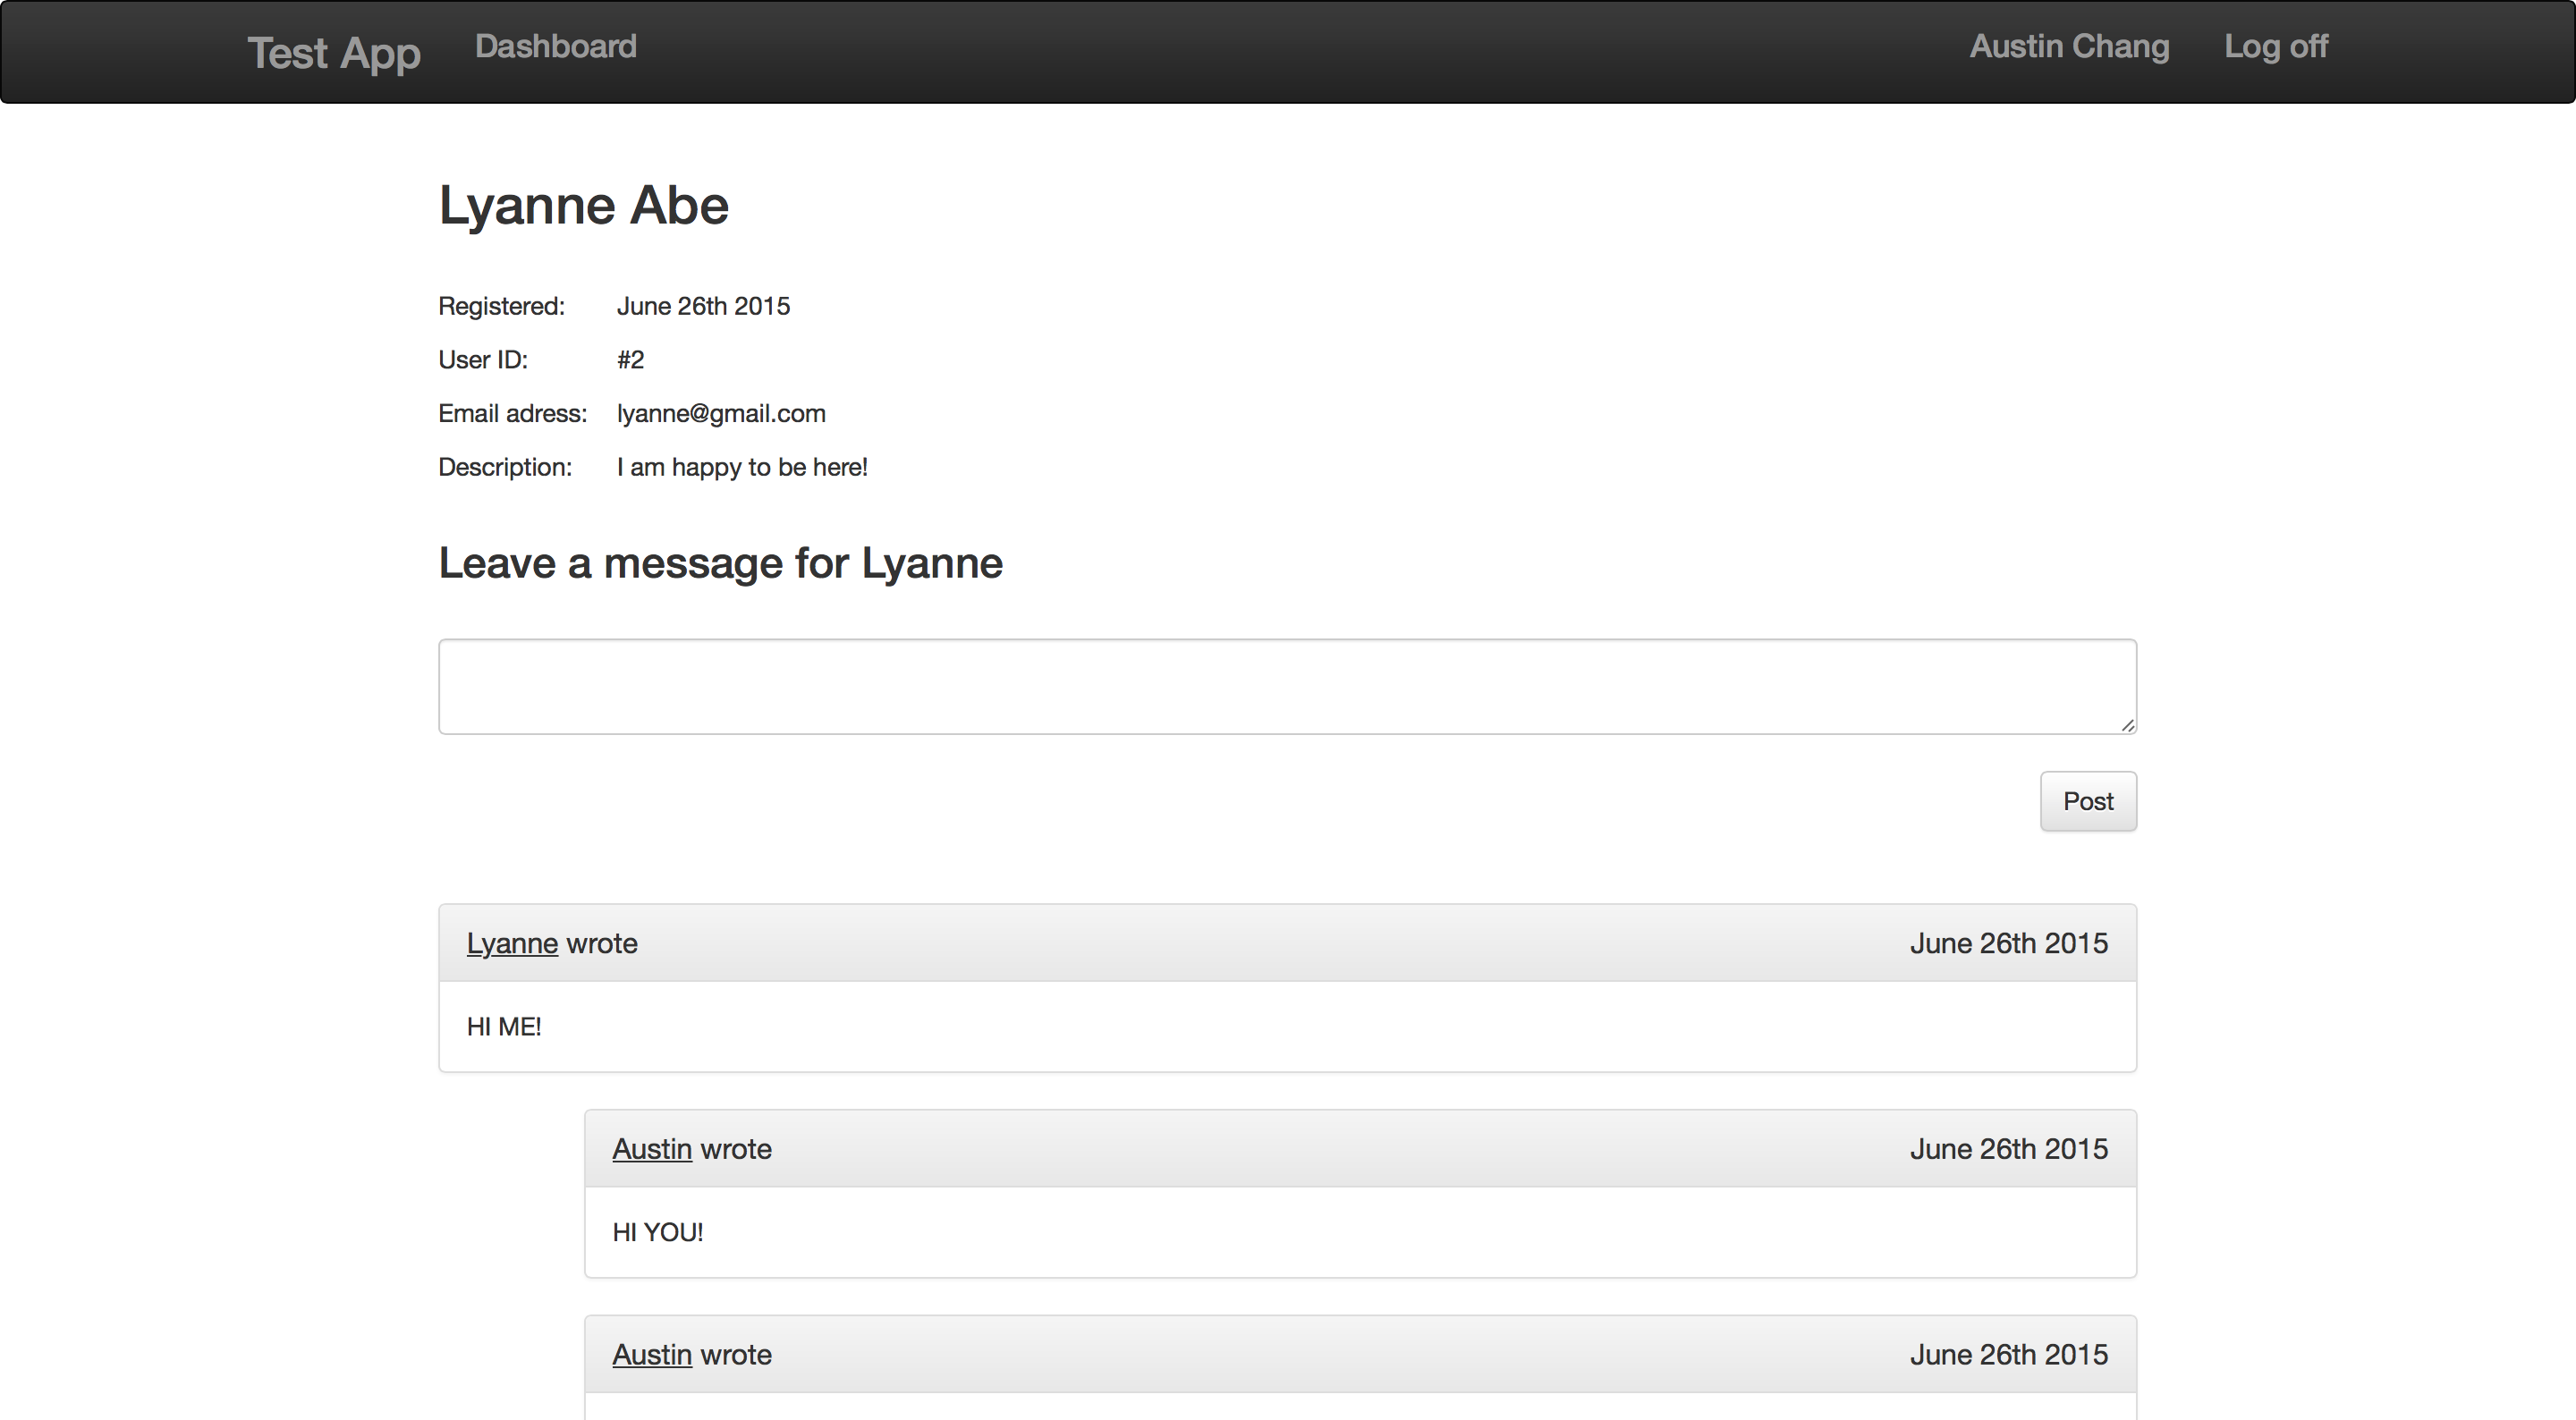 Test App Dashboard Austin Chang Log off
Lyanne Abe
Registered: June 26th 2015
User ID: #2
Email adress: lyanne@gmail.com
Description: I am happy to be here!
Leave a message for Lyanne
Post
Lyanne wrote June 26th 2015
HI ME!
Austin wrote June 26th 2015
HI YOU!
Austin wrote June 26th 2015